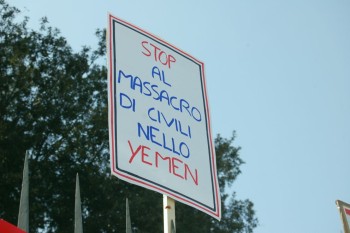 STOP
AL
MASSACRO
DI CIVILI
NELLO
YEMEN